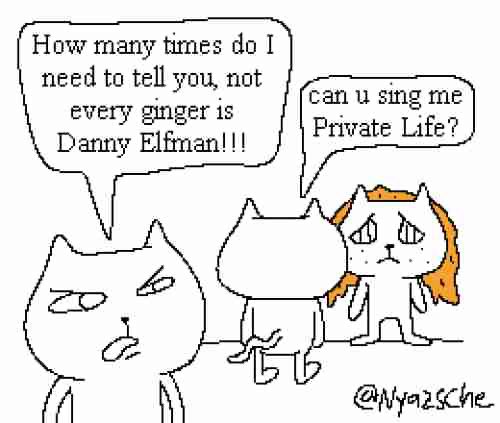 How many times do I
need to tell you, not
every ginger is
Danny Elfman!!!
can u sing me
Private Life?
@Nyazsche